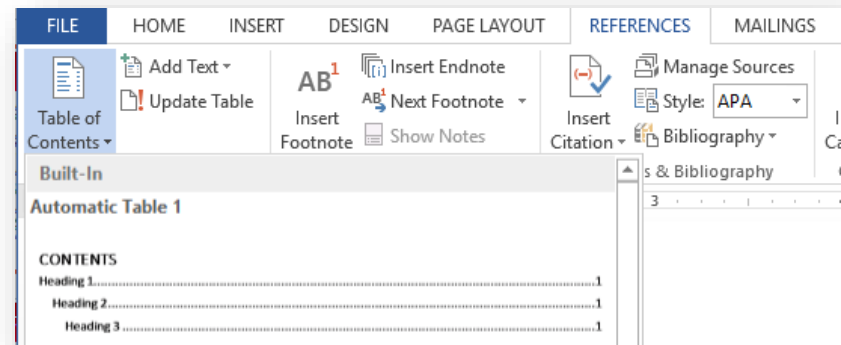 FILE HOME INSERT DESIGN PAGE LAYOUT REFERENCES MAILINGS
Table of
Contents
Add Text
Update Table
AB1
Insert
Footnote
[i] Insert Endnote
AB1 Next Footnote
Show Notes
Insert
Citation
Manage Sources
Style: APA
Bibliography
s & Bibliography
3
Built-In
Automatic Table 1
CONTENTS
Heading 1...1
Heading 2...1
Heading 3...1